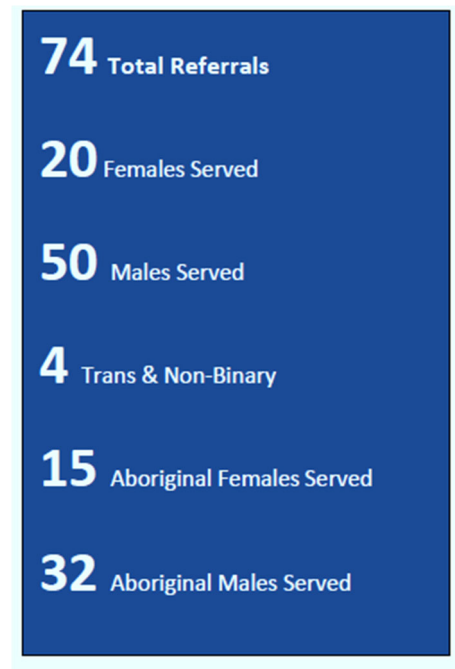 74 Total Referrals
20 Females Served
50 Males Served
4 Trans & Non-Binary
15 Aboriginal Females Served
32 Aboriginal Males Served